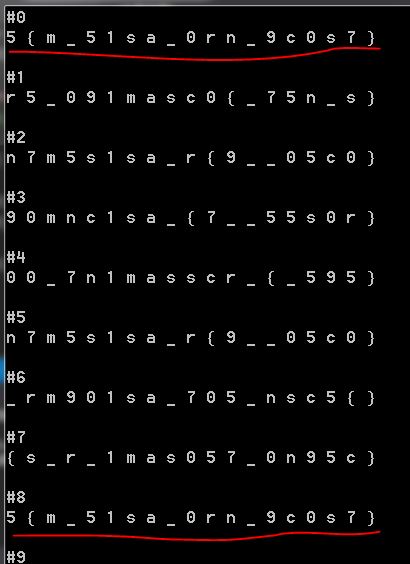 #0
5 { m _ 5 1 s a _ 0 r n _ 9 c 0 s 7 }
#1
r 5 _ 0 9 1 m a s c 0 { _ 7 5 n _ s }
#2
n 7 m 5 s 1 s a _ r { 9 _ _ 0 5 c 0 }
#3
9 0 m n c 1 s a _ { 7 _ _ 5 5 s 0 r }
#4
0 0 _ 7 n 1 m a s s c r _ { _ 5 9 5 }
#5
n 7 m 5 s 1 s a _ r { 9 _ _ 0 5 c 0 }
#6
_ r m 9 0 1 s a _ 7 0 5 _ n s c 5 { }
#7
{ s _ r _ 1 m a s 0 5 7 _ 0 n 9 5 c }
#8
5 { m _ 5 1 s a _ 0 r n _ 9 c 0 s 7 }
#9